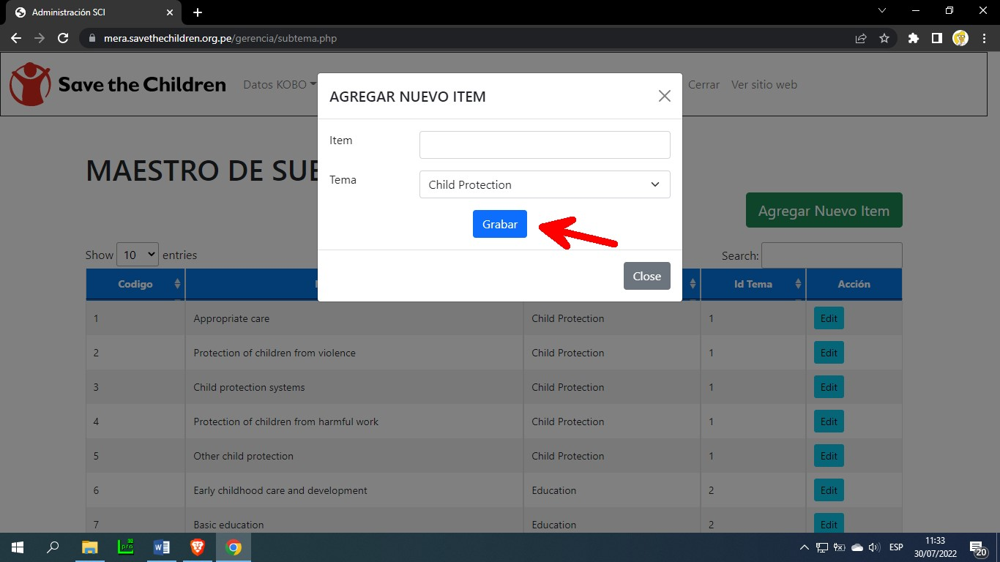 Administración SCI
mera.savethechildren.org.pe/gerencia/subtema.php
Save the Children
Datos KOBO
Cerrar
Ver sitio web
AGREGAR NUEVO ITEM
Item
Tema
Child Protection
Grabar
Close
MAESTRO DE SUB
Agregar Nuevo Item
Show 10 entries
Search:
Codigo Id Tema Acción
1 Appropriate care Child Protection 1 Edit
2 Protection of children from violence Child Protection 1 Edit
3 Child protection systems Child Protection 1 Edit
4 Protection of children from harmful work Child Protection 1 Edit
5 Other child protection Child Protection 1 Edit
6 Early childhood care and development Education 2 Edit
7 Basic education Education 2 Edit
ESP
11:33
30/07/2022
20